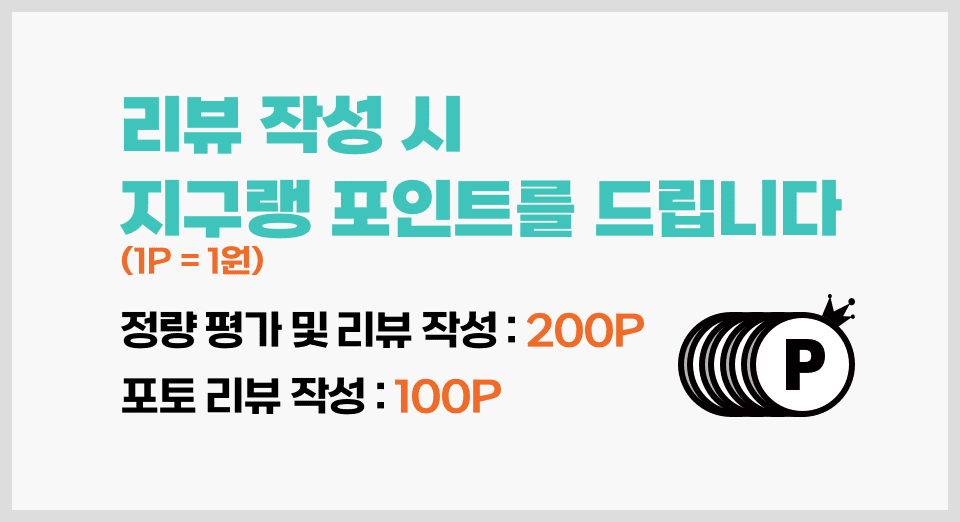 리뷰 작성 시
지구랭 포인트를 드립니다
(1P = 1원)
정량 평가 및 리뷰 작성 : 200P
포토 리뷰 작성 : 100P
P